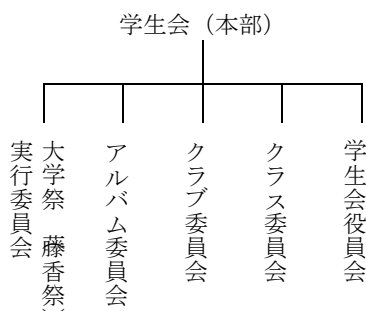 学生会（本部）
学生会役員会
クラス委員会
クラブ委員会
アルバム委員会
大学祭（藤香祭）
実行委員会